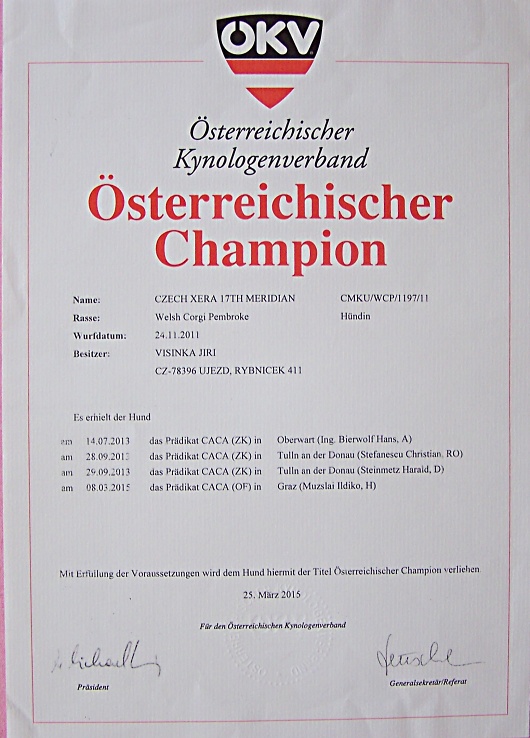 ÖKV
Österreichischer
Kynologenverband
Österreichischer
Champion
Name: CZECH XERA 17TH MERIDIAN CMKU/WCP/1197/11
Rasse: Welsh Corgi Pembroke Hündin
Wurfdatum: 24.11.2011
Besitzer: VISINKA JIRI
CZ-78396 UJEZD, RYBNICEK 411
Es erhielt der Hund
am 14.07.2013 das Prädikat CACA (ZK) in Oberwart (Ing. Bierwolf Hans, A)
am 28.09.2013 das Prädikat CACA (ZK) in Tulln an der Donau (Stefanescu Christian, RO)
am 29.09.2013 das Prädikat CACA (ZK) in Tulln an der Donau (Steinmetz Harald, D)
am 08.03.2015 das Prädikat CACA (OF) in Graz (Muzslai Ildiko, H)
Mit Erfüllung der Voraussetzungen wird dem Hund hiermit der Titel Österreichischer Champion verliehen
25. März 2015
Für den Österreichischen Kynologenverband
Präsident Generalsekretär/Referat